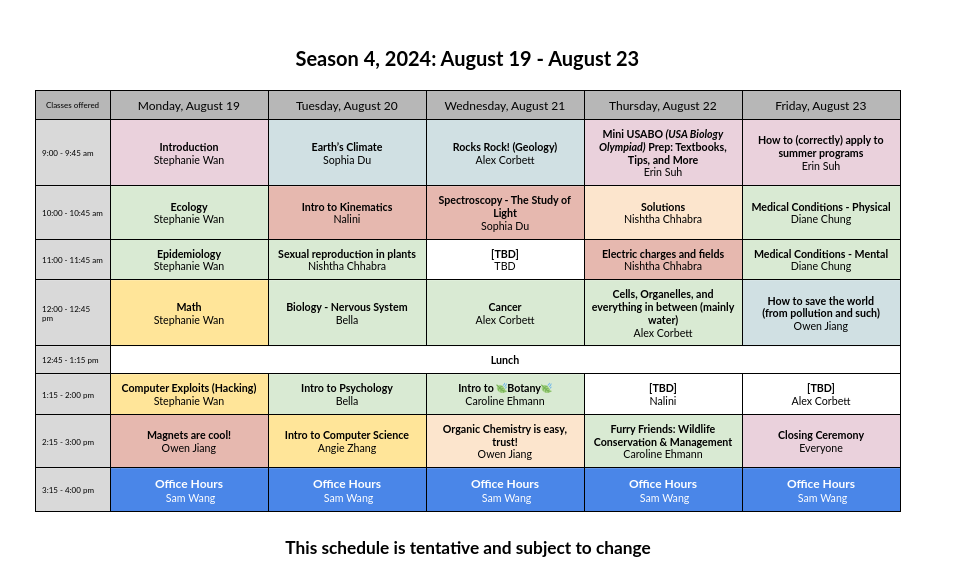 Season 4, 2024: August 19 - August 23
Classes offered
Monday, August 19
Tuesday, August 20
Wednesday, August 21
Thursday, August 22
Friday, August 23
9:00 - 9:45 am
Introduction
Stephanie Wan
Earth's Climate
Sophia Du
Rocks Rock! (Geology)
Alex Corbett
Mini USABO (USA Biology
Olympiad) Prep: Textbooks,
Tips, and More
Erin Suh
How to (correctly) apply to
summer programs
Erin Suh
10:00 - 10:45 am
Ecology
Stephanie Wan
Intro to Kinematics
Nalini
Spectroscopy - The Study of
Light
Sophia Du
Solutions
Nishtha Chhabra
Medical Conditions - Physical
Diane Chung
11:00 - 11:45 am
Epidemiology
Stephanie Wan
Sexual reproduction in plants
Nishtha Chhabra
[TBD]
TBD
Electric charges and fields
Nishtha Chhabra
Medical Conditions - Mental
Diane Chung
12:00 - 12:45
pm
Math
Stephanie Wan
Biology - Nervous System
Bella
Cancer
Alex Corbett
Cells, Organelles, and
everything in between (mainly
water)
Alex Corbett
How to save the world
(from pollution and such)
Owen Jiang
12:45 - 1:15 pm
Lunch
1:15 - 2:00 pm
Computer Exploits (Hacking)
Stephanie Wan
Intro to Psychology
Bella
Intro to 🌿Botany🌿
Caroline Ehmann
[TBD]
Nalini
[TBD]
Alex Corbett
2:15 - 3:00 pm
Magnets are cool!
Owen Jiang
Intro to Computer Science
Angie Zhang
Organic Chemistry is easy,
trust!
Owen Jiang
Furry Friends: Wildlife
Conservation & Management
Caroline Ehmann
Closing Ceremony
Everyone
3:15 - 4:00 pm
Office Hours
Sam Wang
Office Hours
Sam Wang
Office Hours
Sam Wang
Office Hours
Sam Wang
Office Hours
Sam Wang
This schedule is tentative and subject to change